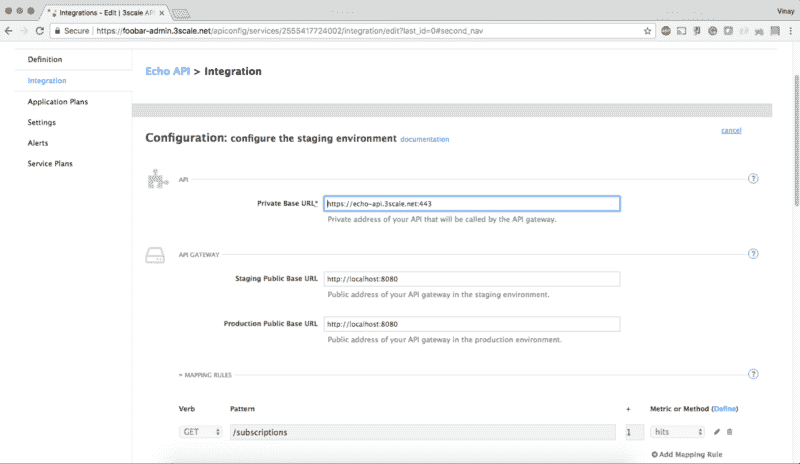 Integrations - Edit | 3scale API
Vinay
Secure https://foobar-admin.3scale.net/apiconfig/services/2555417724002/integration/edit?last_id=0#second_nav
Definition
Integration
Application Plans
Settings
Alerts
Service Plans
Echo API > Integration
Configuration: configure the staging environment documentation
cancel
API
?
Private Base URL* https://echo-api.3scale.net:443
Private address of your API that will be called by the API gateway.
API GATEWAY
?
Staging Public Base URL http://localhost:8080
Public address of your API gateway in the staging environment.
Production Public Base URL http://localhost:8080
Public address of your API gateway in the production environment.
MAPPING RULES
?
Verb Pattern + Metric or Method (Define)
GET /subscriptions 1 hits
Add Mapping Rule